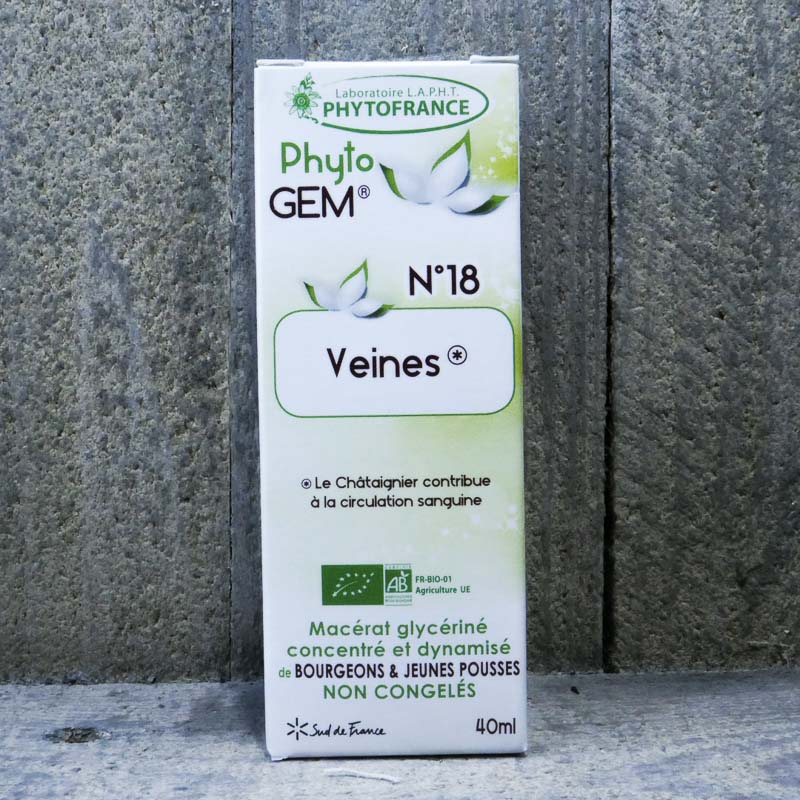 Laboratoire L.A.P.H.T.
PHYTOFRANCE
Phyto
GEM®
N°18
Veines*
* Le Châtaignier contribue
à la circulation sanguine
AB
FR-BIO-01
Agriculture UE
Macérat glycériné
concentré et dynamisé
de BOURGEONS & JEUNES POUSSES
NON CONGELÉS
Sud de France
40ml